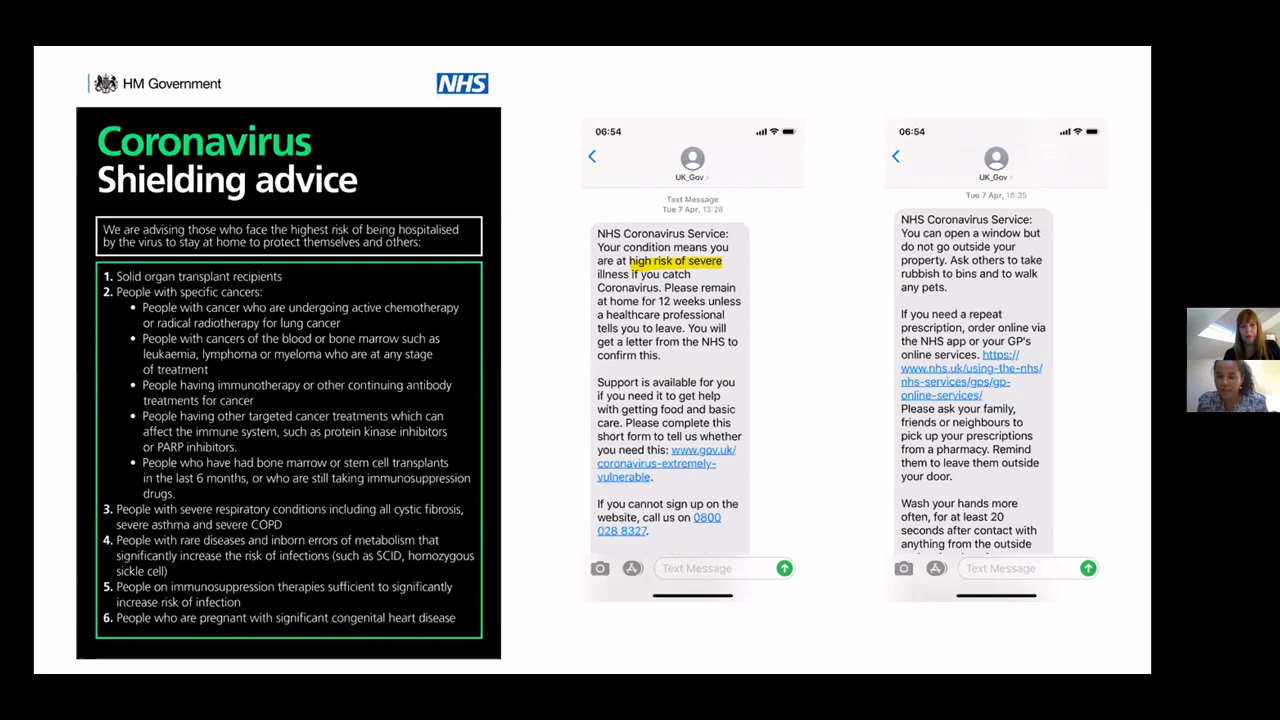 HM Government
NHS
Coronavirus
Shielding advice
We are advising those who face the highest risk of being hospitalised
by the virus to stay at home to protect themselves and others:
1. Solid organ transplant recipients
2. People with specific cancers:
• People with cancer who are undergoing active chemotherapy
or radical radiotherapy for lung cancer
• People with cancers of the blood or bone marrow such as
leukaemia, lymphoma or myeloma who are at any stage
of treatment
• People having immunotherapy or other continuing antibody
treatments for cancer
• People having other targeted cancer treatments which can
affect the immune system, such as protein kinase inhibitors
or PARP inhibitors.
• People who have had bone marrow or stem cell transplants
in the last 6 months, or who are still taking immunosuppression
drugs.
3. People with severe respiratory conditions including all cystic fibrosis,
severe asthma and severe COPD
4. People with rare diseases and inborn errors of metabolism that
significantly increase the risk of infections (such as SCID, homozygous
sickle cell)
5. People on immunosuppression therapies sufficient to significantly
increase risk of infection
6. People who are pregnant with significant congenital heart disease
06:54
UK_Gov
Text Message
Tue 7 Apr, 13:28
NHS Coronavirus Service:
Your condition means you
are at high risk of severe
illness if you catch
Coronavirus. Please remain
at home for 12 weeks unless
a healthcare professional
tells you to leave. You will
get a letter from the NHS to
confirm this.
Support is available for you
if you need it to get help
with getting food and basic
care. Please complete this
short form to tell us whether
you need this: www.gov.uk/
coronavirus-extremely-
vulnerable.
If you cannot sign up on the
website, call us on 0800
028 8327.
Text Message
06:54
UK_Gov
Tue 7 Apr, 18:35
NHS Coronavirus Service:
You can open a window but
do not go outside your
property. Ask others to take
rubbish to bins and to walk
any pets.
If you need a repeat
prescription, order online via
the NHS app or your GP's
online services. https://
www.nhs.uk/using-the-nhs/
nhs-services/gps/gp-
online-services/
Please ask your family,
friends or neighbours to
pick up your prescriptions
from a pharmacy. Remind
them to leave them outside
your door.
Wash your hands more
often, for at least 20
seconds after contact with
anything from the outside
Text Message